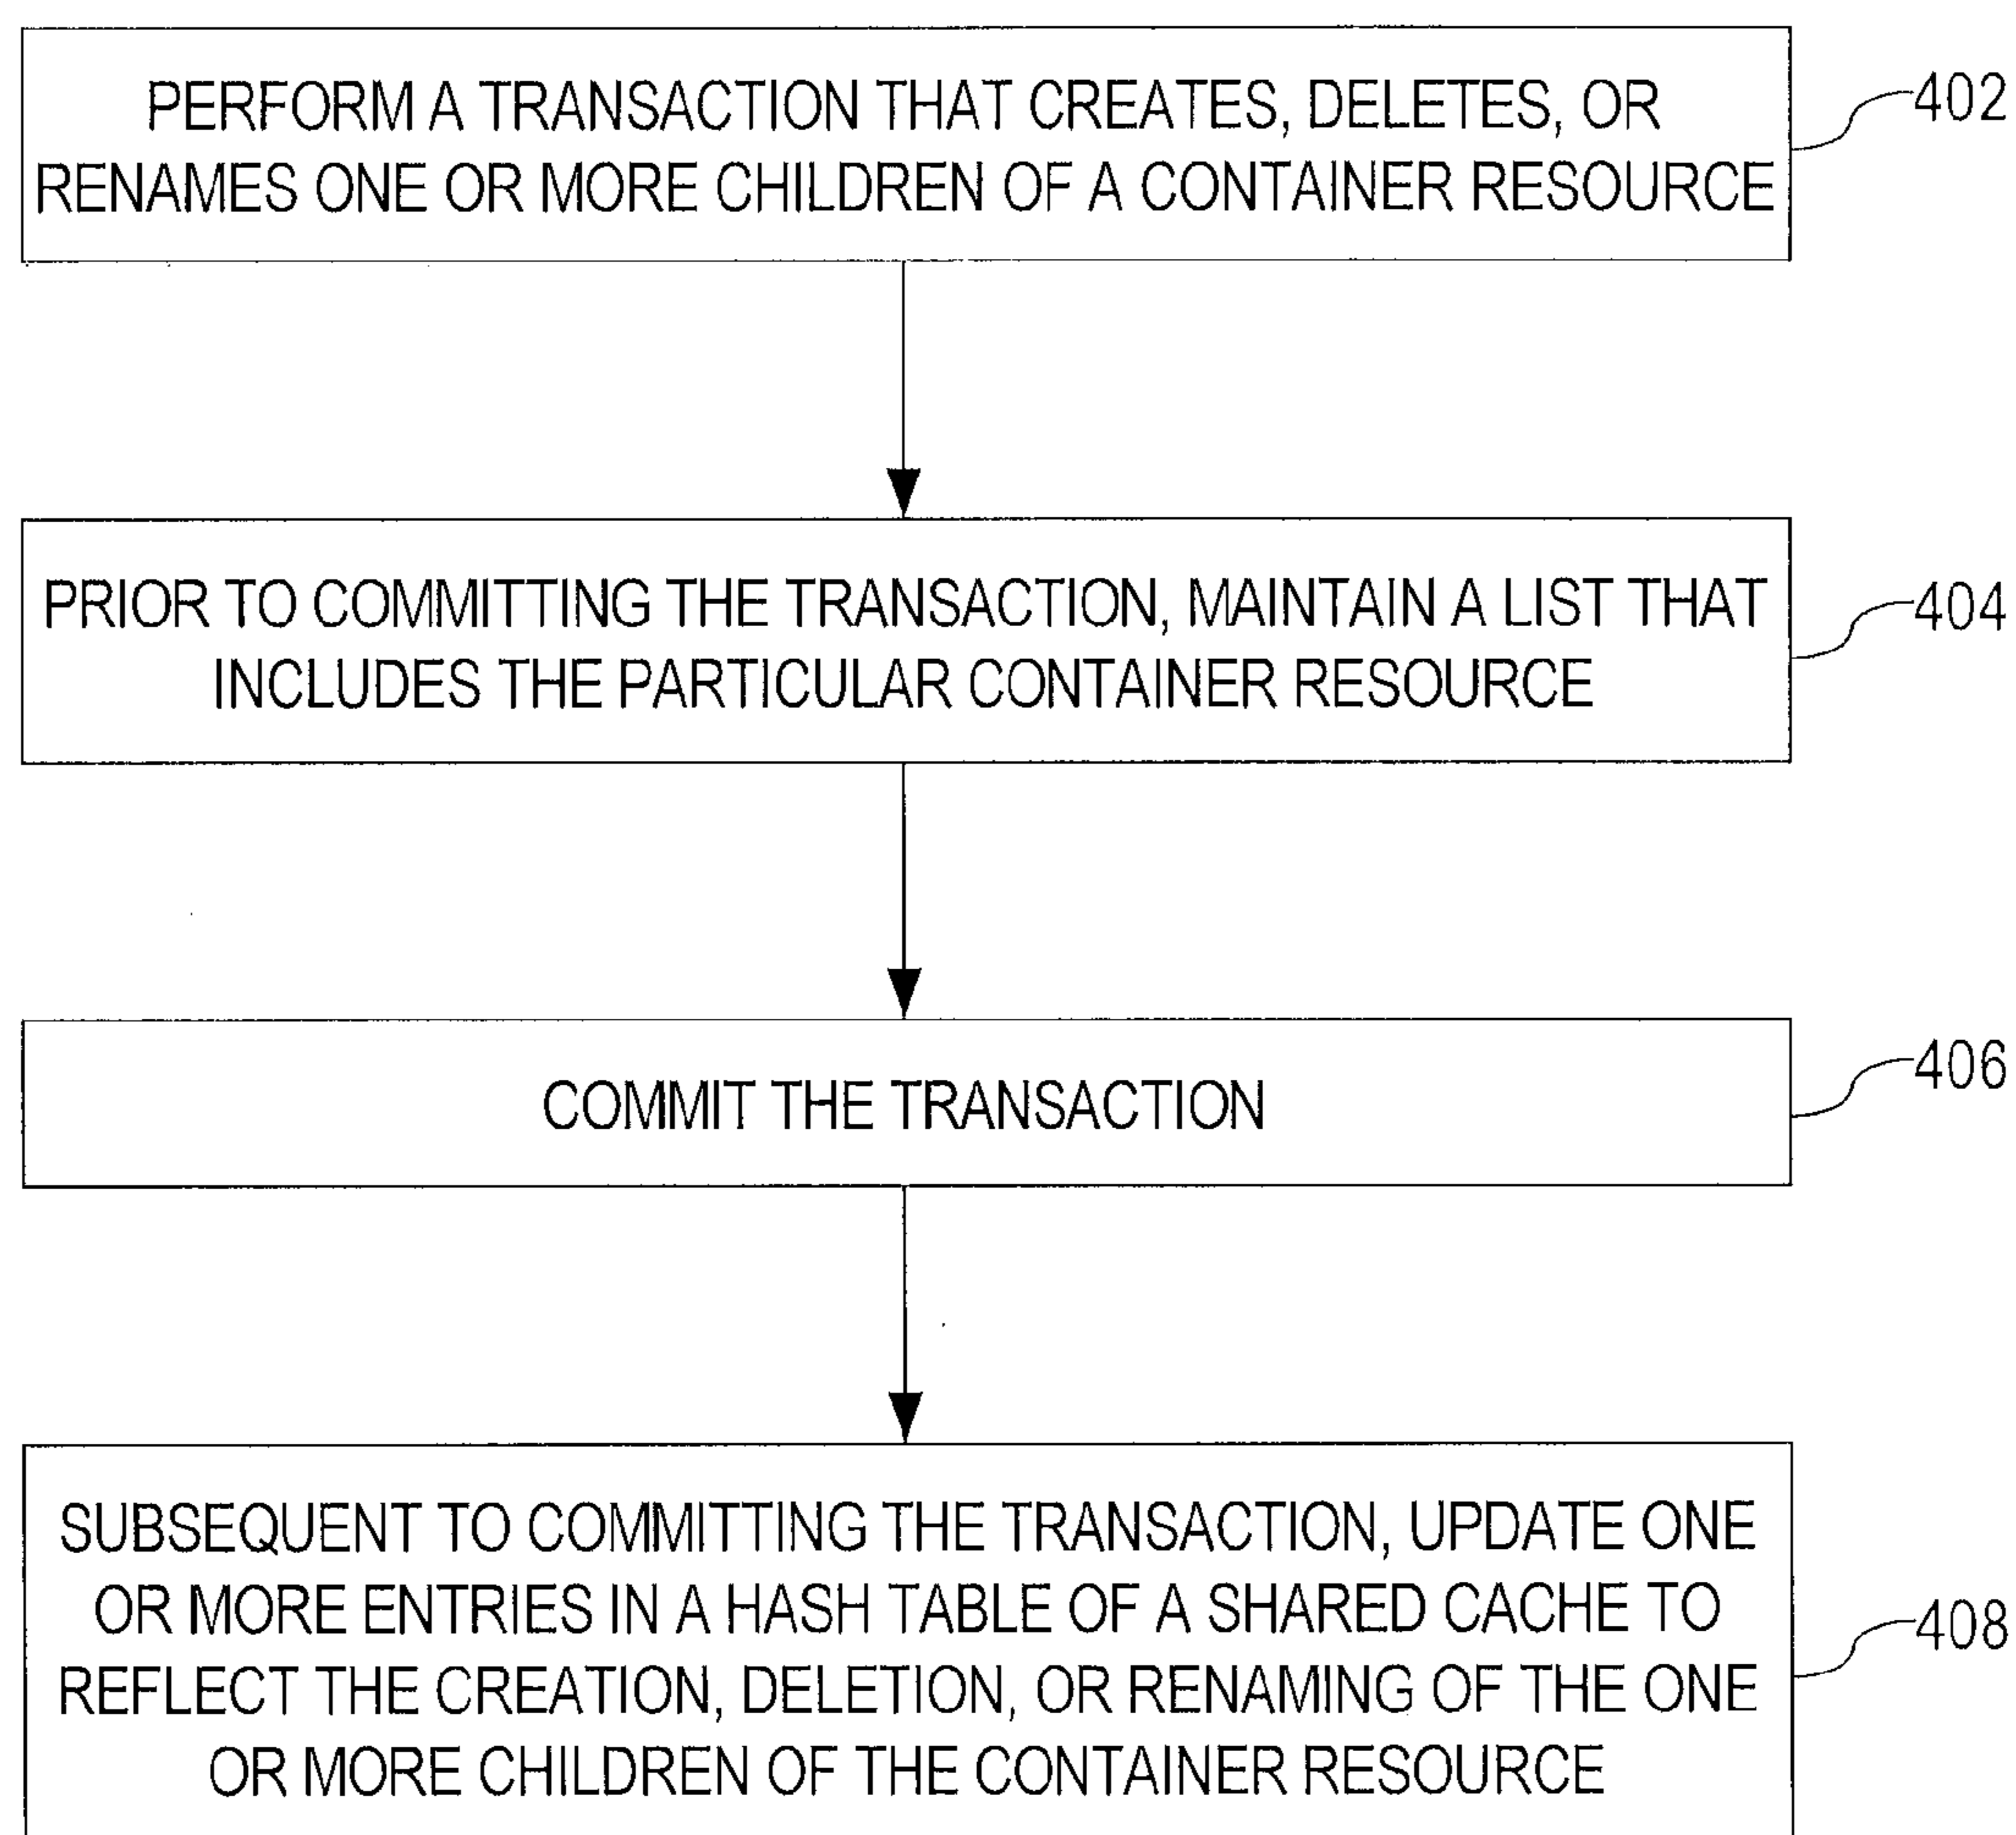 PERFORM A TRANSACTION THAT CREATES, DELETES, OR
RENAMES ONE OR MORE CHILDREN OF A CONTAINER RESOURCE
402
PRIOR TO COMMITTING THE TRANSACTION, MAINTAIN A LIST THAT
INCLUDES THE PARTICULAR CONTAINER RESOURCE
404
COMMIT THE TRANSACTION
406
SUBSEQUENT TO COMMITTING THE TRANSACTION, UPDATE ONE
OR MORE ENTRIES IN A HASH TABLE OF A SHARED CACHE TO
REFLECT THE CREATION, DELETION, OR RENAMING OF THE ONE
OR MORE CHILDREN OF THE CONTAINER RESOURCE
408